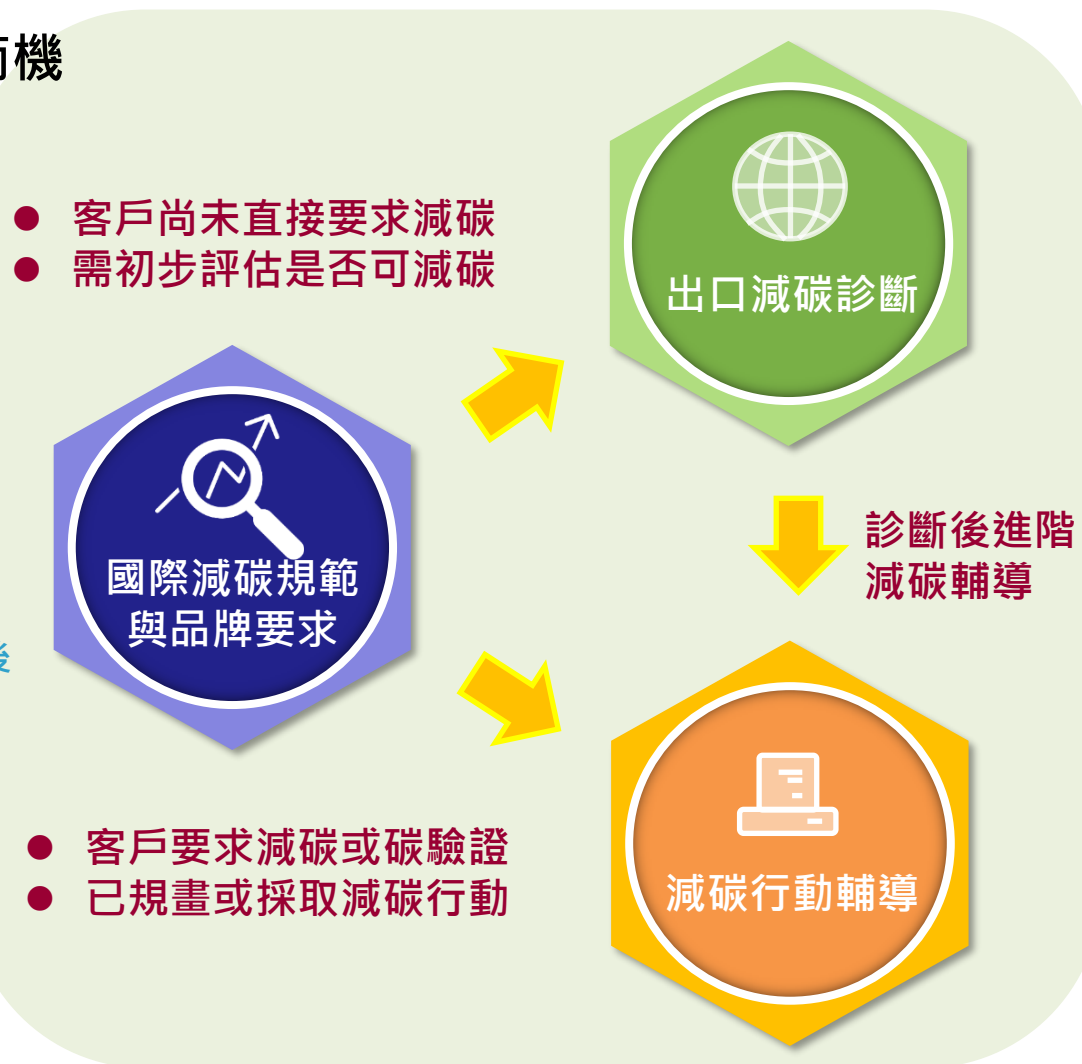 商機
● 客戶尚未直接要求減碳
● 需初步評估是否可減碳
出口減碳診斷
國際減碳規範
與品牌要求
診斷後進階
減碳輔導
後
● 客戶要求減碳或碳驗證
● 已規畫或採取減碳行動
減碳行動輔導